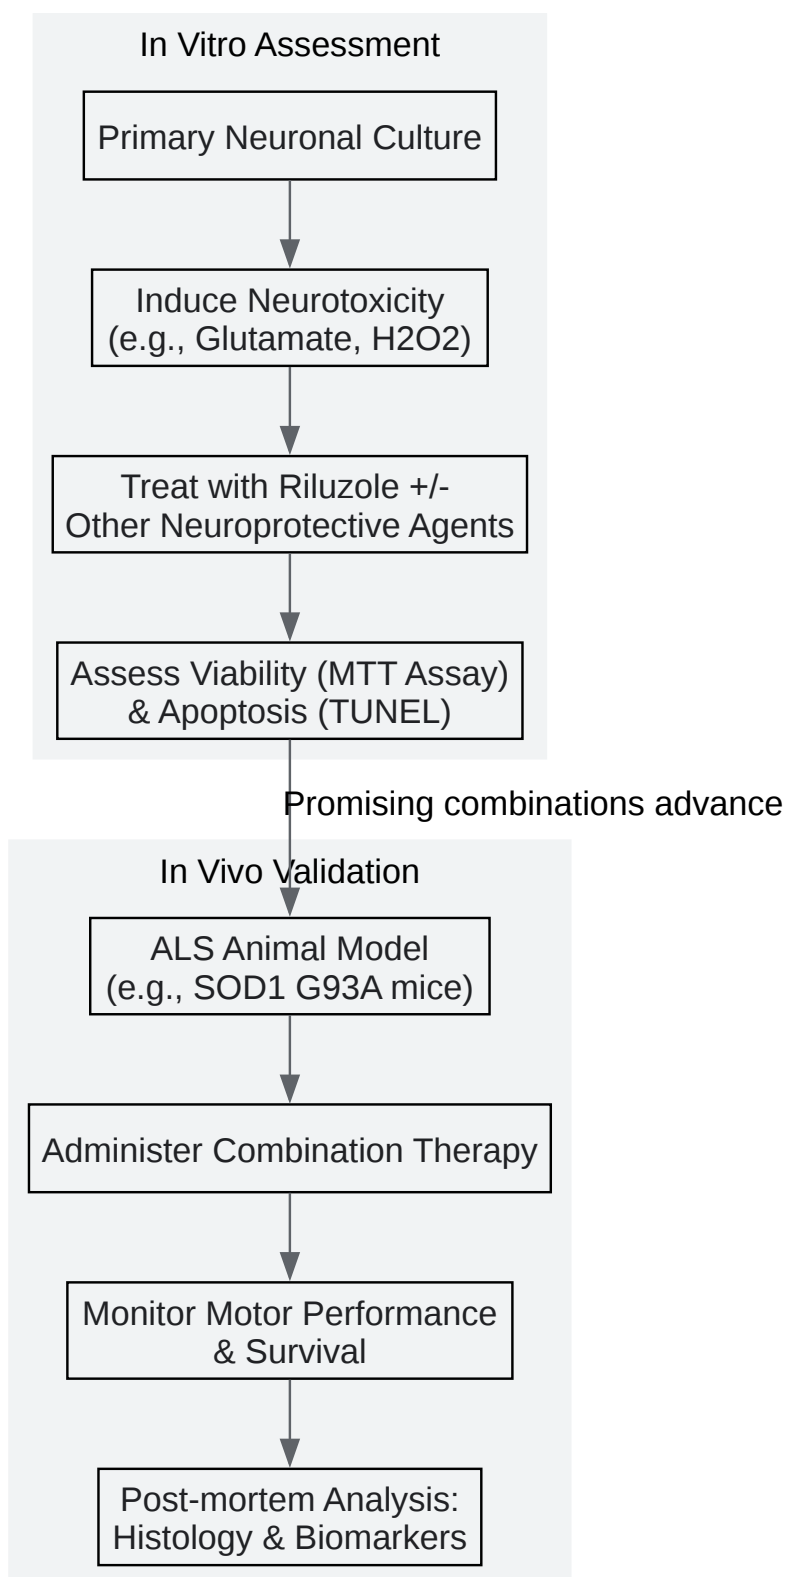 In Vitro Assessment
Primary Neuronal Culture
Induce Neurotoxicity
(e.g., Glutamate, H2O2)
Treat with Riluzole +/-
Other Neuroprotective Agents
Assess Viability (MTT Assay)
& Apoptosis (TUNEL)
Promising combinations advance
In Vivo Validation
ALS Animal Model
(e.g., SOD1 G93A mice)
Administer Combination Therapy
Monitor Motor Performance
& Survival
Post-mortem Analysis:
Histology & Biomarkers